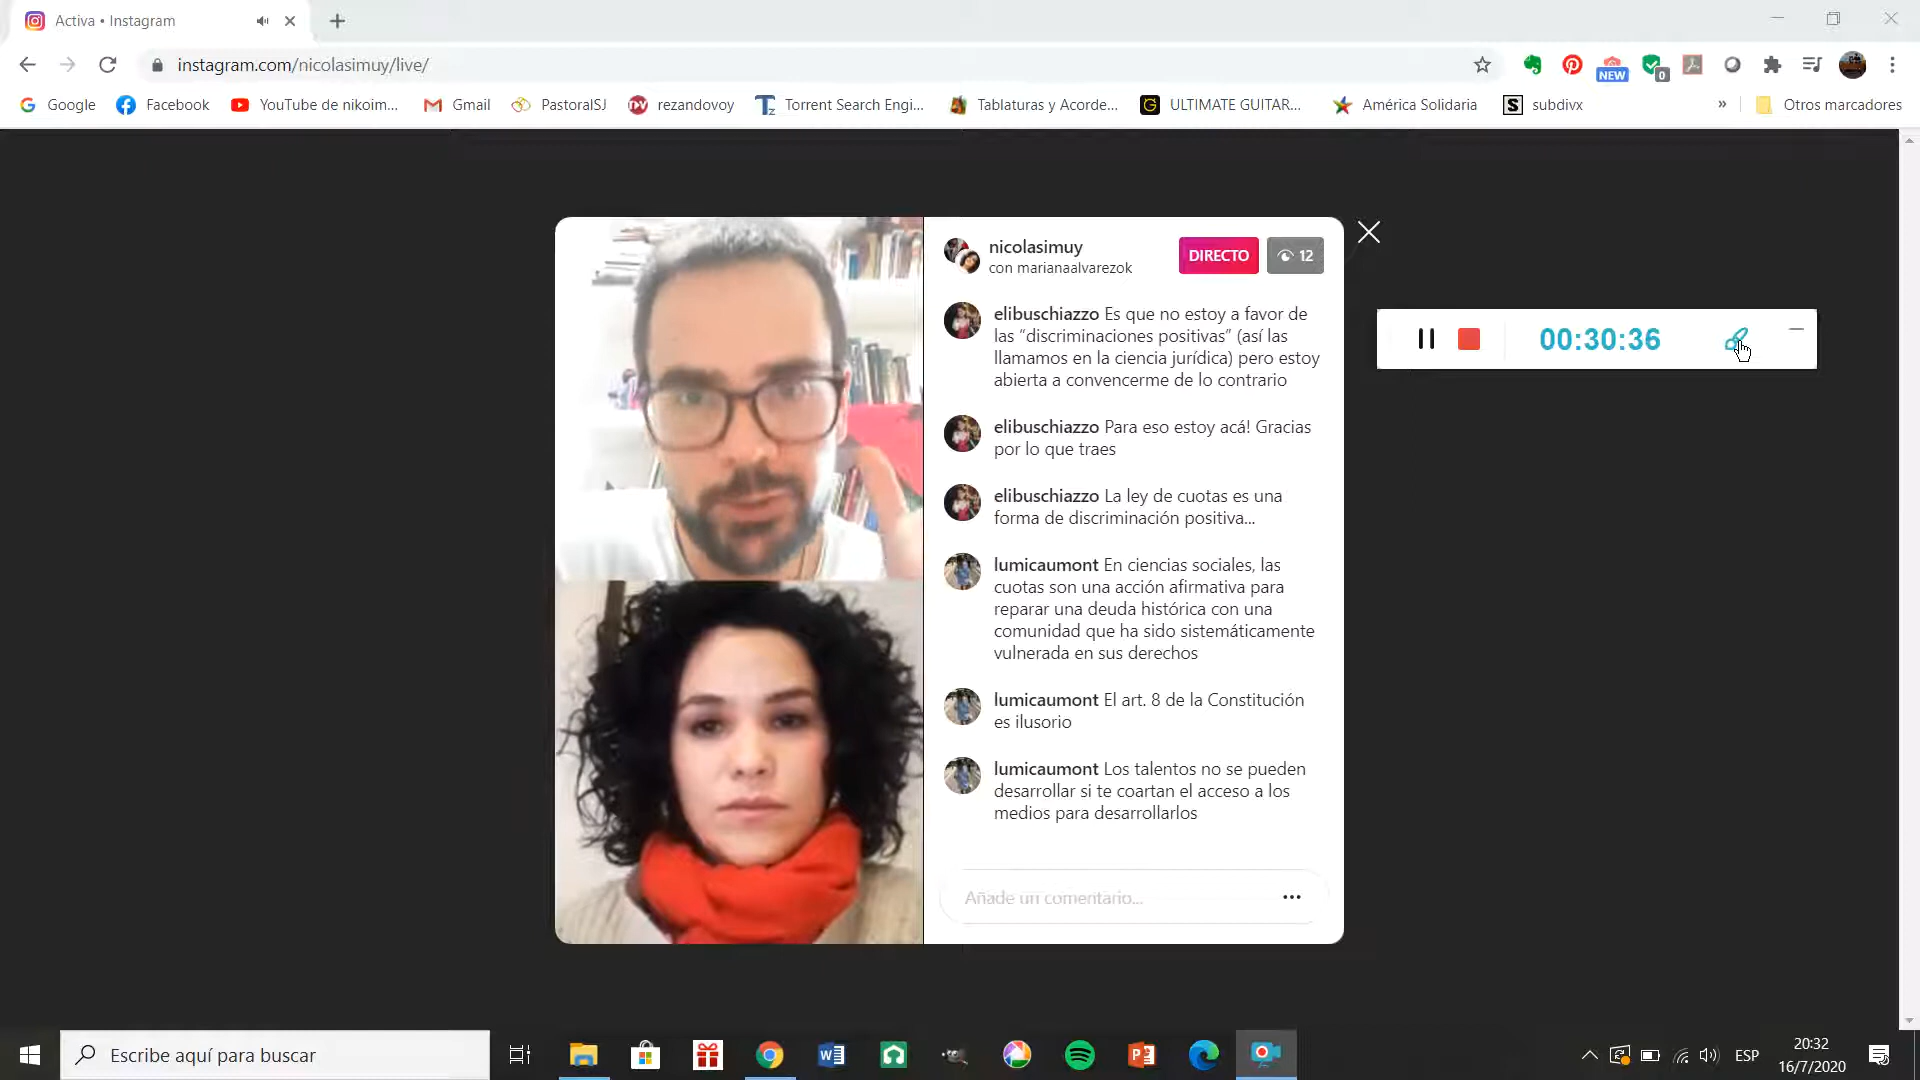 Activa • Instagram
instagram.com/nicolasimuy/live/
NEW
0
Google
Facebook
YouTube de nikoim...
Gmail
PastoralSJ
rezandovoy
Torrent Search Engi...
Tablaturas y Acorde...
ULTIMATE GUITAR...
América Solidaria
subdivx
»
Otros marcadores
nicolasimuy
con marianaalvarezok
DIRECTO
12
elibuschiazzo Es que no estoy a favor de
las “discriminaciones positivas” (así las
llamamos en la ciencia jurídica) pero estoy
abierta a convencerme de lo contrario
elibuschiazzo Para eso estoy acá! Gracias
por lo que traes
elibuschiazzo La ley de cuotas es una
forma de discriminación positiva...
lumicaumont En ciencias sociales, las
cuotas son una acción afirmativa para
reparar una deuda histórica con una
comunidad que ha sido sistemáticamente
vulnerada en sus derechos
lumicaumont El art. 8 de la Constitución
es ilusorio
lumicaumont Los talentos no se pueden
desarrollar si te coartan el acceso a los
medios para desarrollarlos
Añade un comentario...
00:30:36
Escribe aquí para buscar
ESP
20:32
16/7/2020